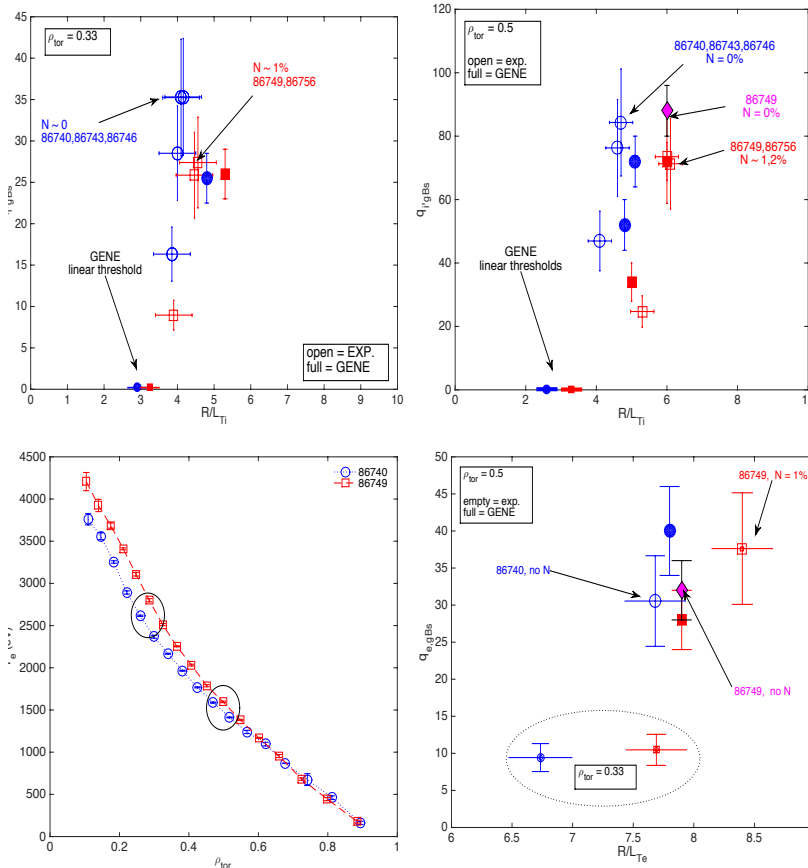 ρtor = 0.33
N ~ 1%
86749,86756
N ~ 0
86740,86743,86746
GENE
linear threshold
open = EXP.
full = GENE
0
5
10
15
20
25
30
35
40
45
0
1
2
3
4
5
6
7
8
9
10
R/LTi
ρtor = 0.5
open = exp.
full = GENE
86740,86743,86746
N = 0%
86749
N = 0%
86749,86756
N ~ 1,2%
GENE
linear thresholds
qi,gBs
0
20
40
60
80
100
0
2
4
6
8
R/LTi
86740
86749
0
500
1000
1500
2000
2500
3000
3500
4000
4500
0
0.2
0.4
0.6
0.8
1
ρtor
ρtor = 0.5
empty = exp.
full = GENE
86749, N = 1%
86740, no N
86749, no N
ρtor = 0.33
qe,gBs
0
5
10
15
20
25
30
35
40
45
50
6
6.5
7
7.5
8
8.5
R/LTe